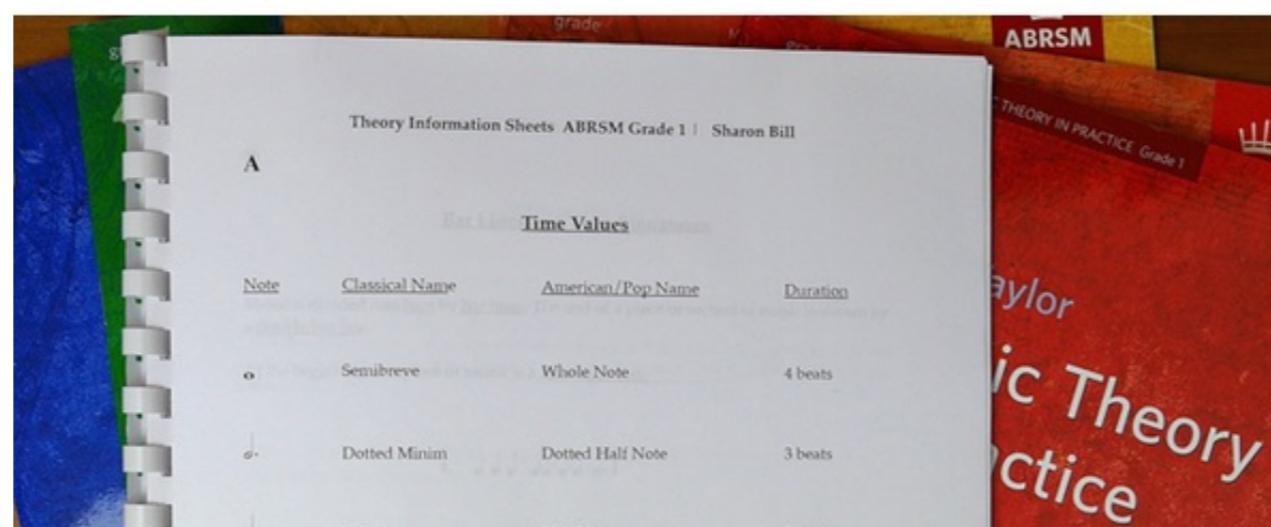 grade
ABRSM
THEORY IN PRACTICE Grade 1
Theory Information Sheets ABRSM Grade 1 | Sharon Bill
A
Time Values
Note Classical Name American/Pop Name Duration
Semibreve Whole Note 4 beats
Dotted Minim Dotted Half Note 3 beats
aylor
ic Theory
ctice